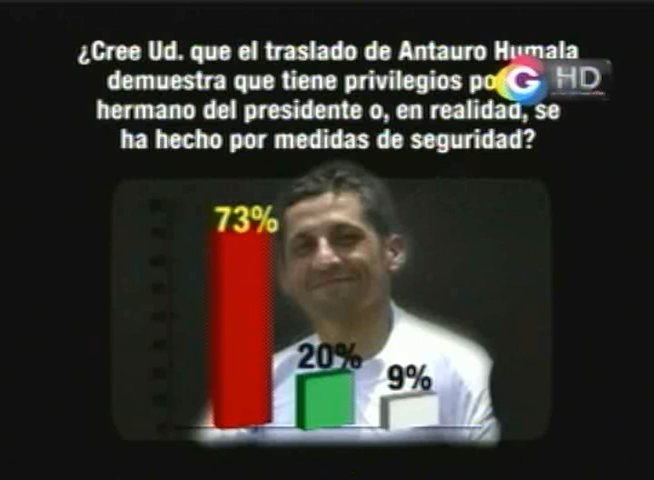 ¿Cree Ud. que el traslado de Antauro Humala
demuestra que tiene privilegios
hermano del presidente o, en realidad, se
ha hecho por medidas de seguridad?
G HD
73%
20%
9%